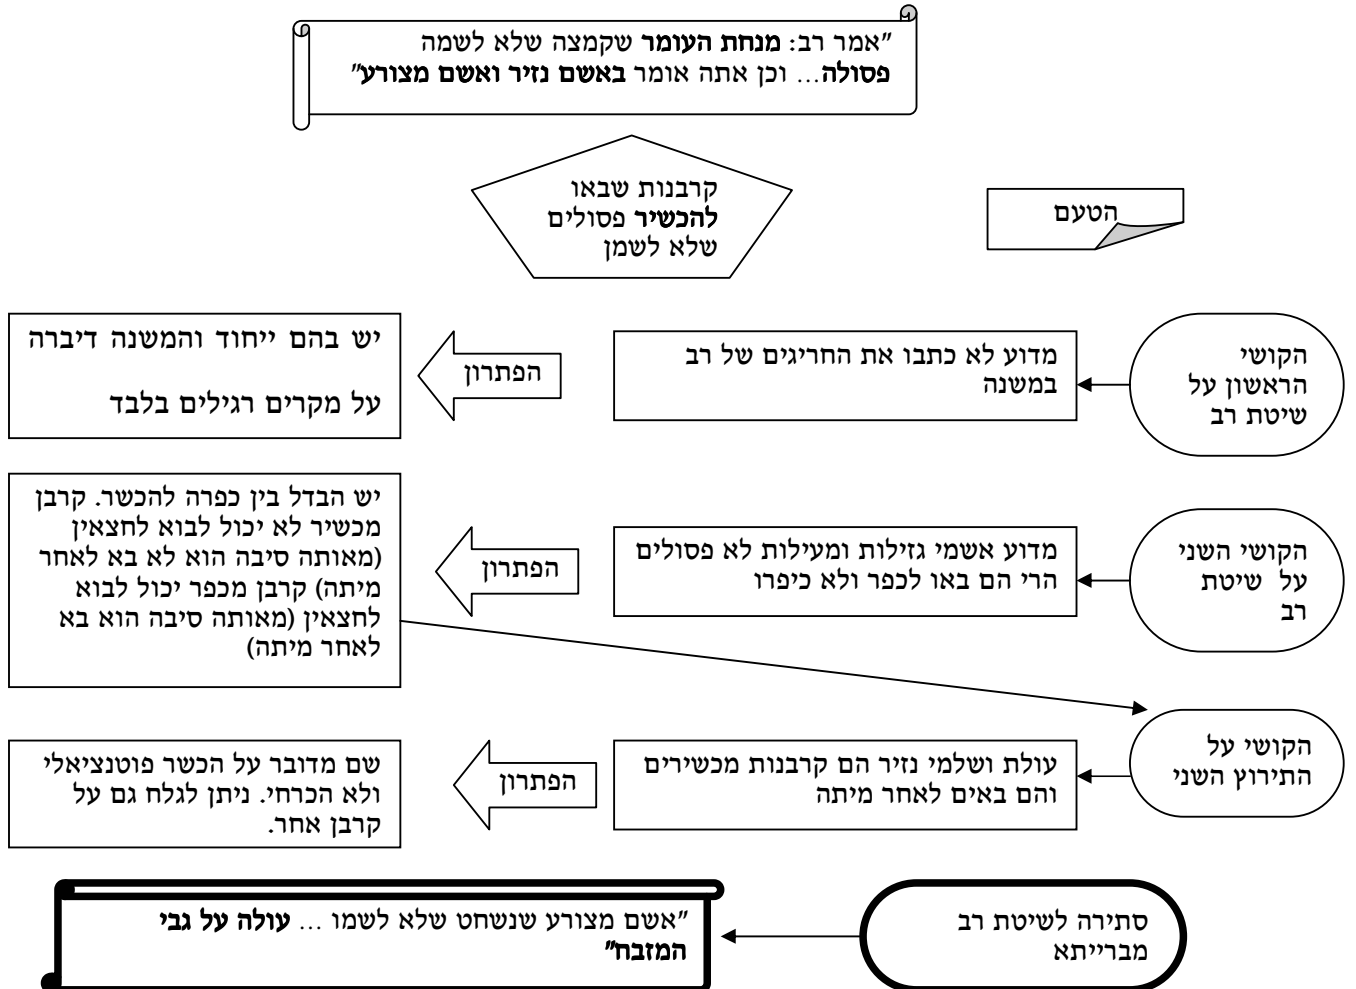 "אמר רב: מנחת העומר שקמצה שלא לשמה
פסולה... וכן אתה אומר באשם נזיר ואשם מצורע"
קרבנות שבאו
להכשיר פסולים
שלא לשמן
הטעם
הקושי
הראשון על
שיטת רב
מדוע לא כתבו את החריגים של רב
במשנה
הפתרון
יש בהם ייחוד והמשנה דיברה
על מקרים רגילים בלבד
הקושי השני
על שיטת
רב
מדוע אשמי גזילות ומעילות לא פסולים
הרי הם באו לכפר ולא כיפרו
הפתרון
יש הבדל בין כפרה להכשר. קרבן
מכשיר לא יכול לבוא לחצאין
(מאותה סיבה הוא לא בא לאחר
מיתה) קרבן מכפר יכול לבוא
לחצאין (מאותה סיבה הוא בא
לאחר מיתה)
הקושי על
התירוץ השני
עולת ושלמי נזיר הם קרבנות מכשירים
והם באים לאחר מיתה
הפתרון
שם מדובר על הכשר פוטנציאלי
ולא הכרחי. ניתן לגלח גם על
קרבן אחר.
סתירה לשיטת רב
מברייתא
"אשם מצורע שנשחט שלא לשמו ... עולה על גבי
המזבח"